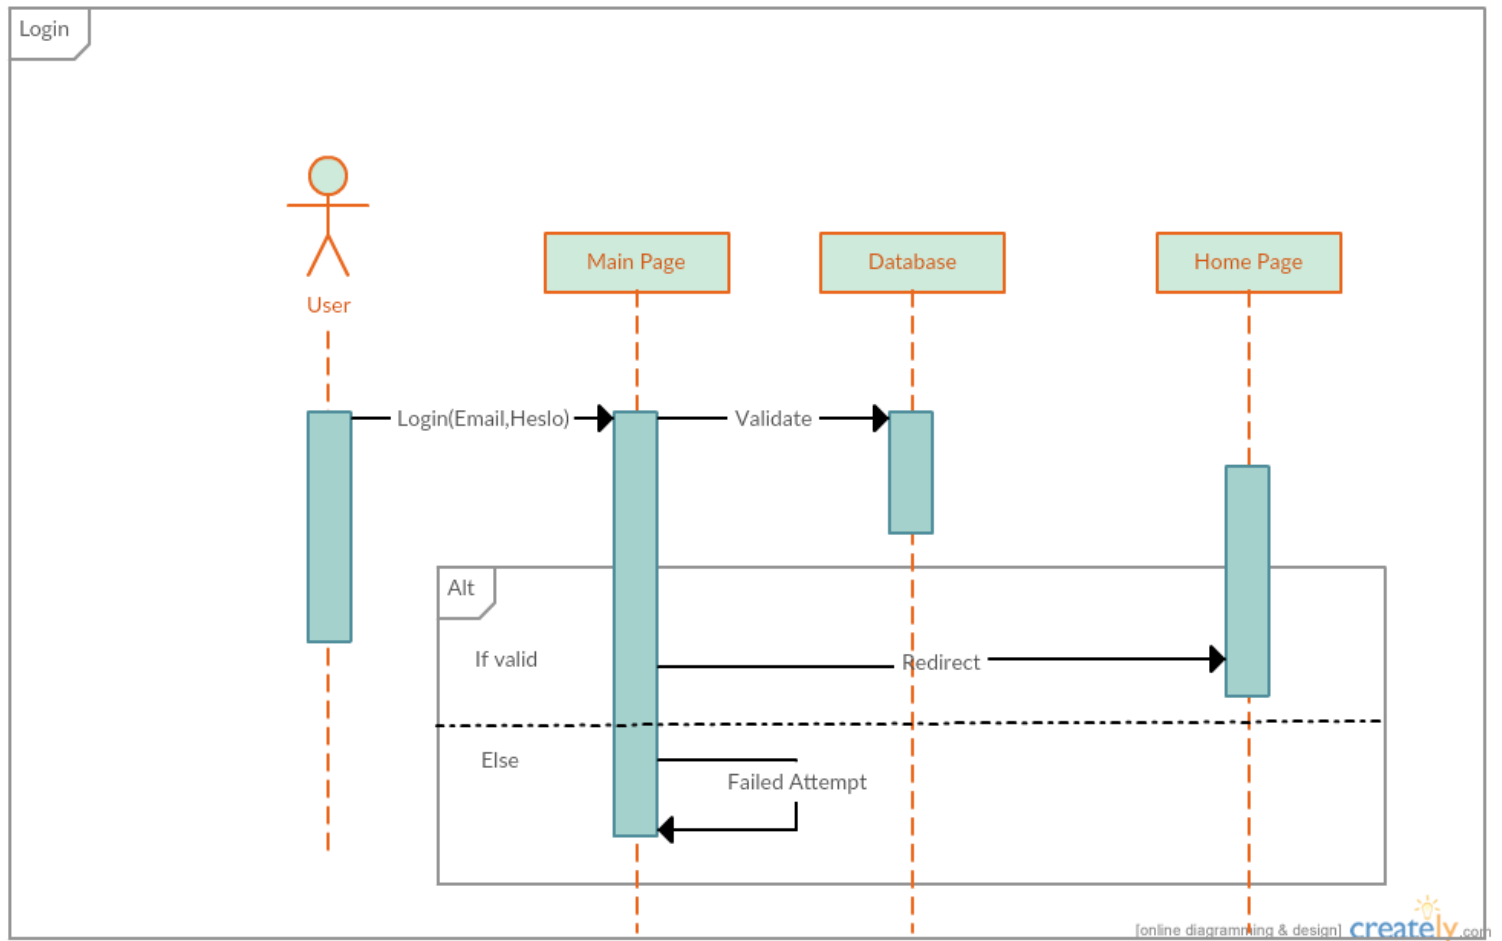 Login
User
Main Page
Database
Home Page
Login(Email,Heslo)
Validate
Alt
If valid
Redirect
Else
Failed Attempt
[online diagramming & design] creately.com